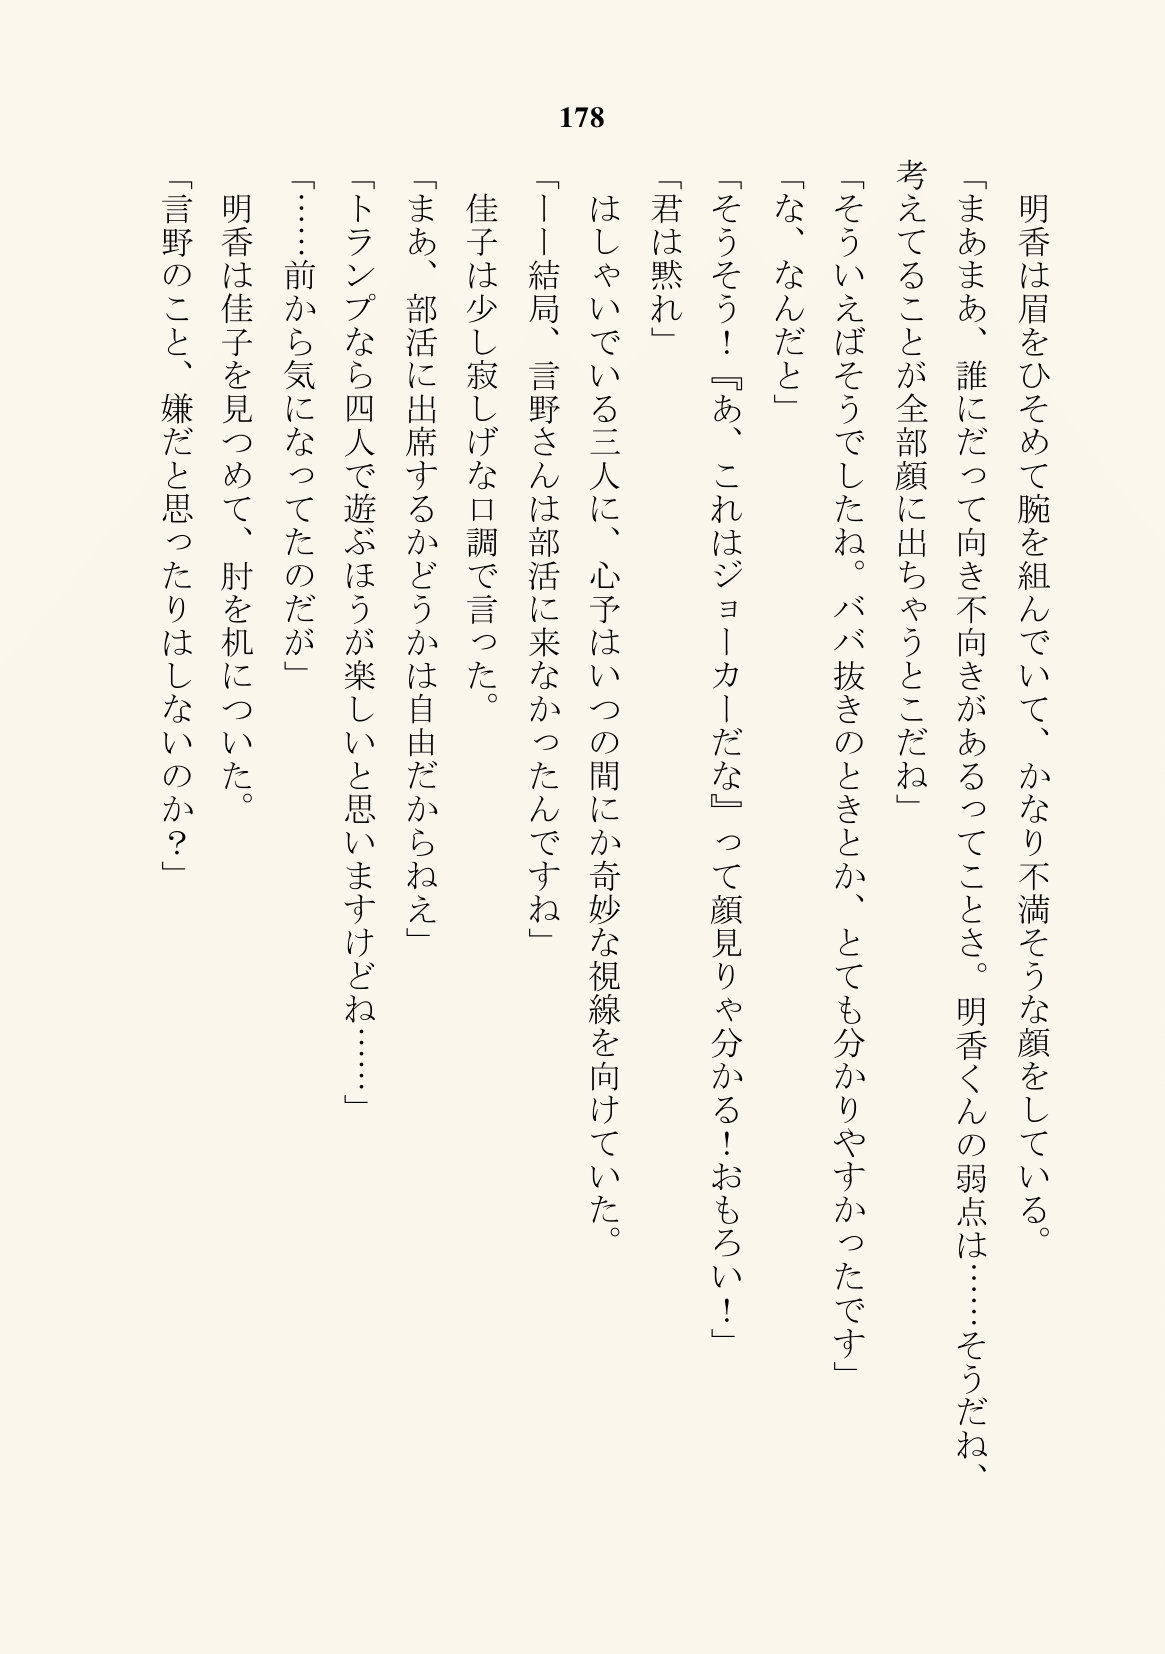 178
　明香は眉をひそめて腕を組んでいて、かなり不満そうな顔をしている。
「まあまあ、誰にだって向き不向きがあるってことさ。明香くんの弱点は……そうだね、
考えてることが全部顔に出ちゃうとこだね」
「そういえばそうでしたね。ババ抜きのときとか、とても分かりやすかったです」
「な、なんだと」
「そうそう！『あ、これはジョーカーだな』って顔見りゃ分かる！おもろい！」
「君は黙れ」
　はしゃいでいる三人に、心予はいつの間にか奇妙な視線を向けていた。
「ーー結局、言野さんは部活に来なかったんですね」
　佳子は少し寂しげな口調で言った。
「まあ、部活に出席するかどうかは自由だからねえ」
「トランプなら四人で遊ぶほうが楽しいと思いますけどね……」
「……前から気になってたのだが」
　明香は佳子を見つめて、肘を机についた。
「言野のこと、嫌だと思ったりはしないのか？」